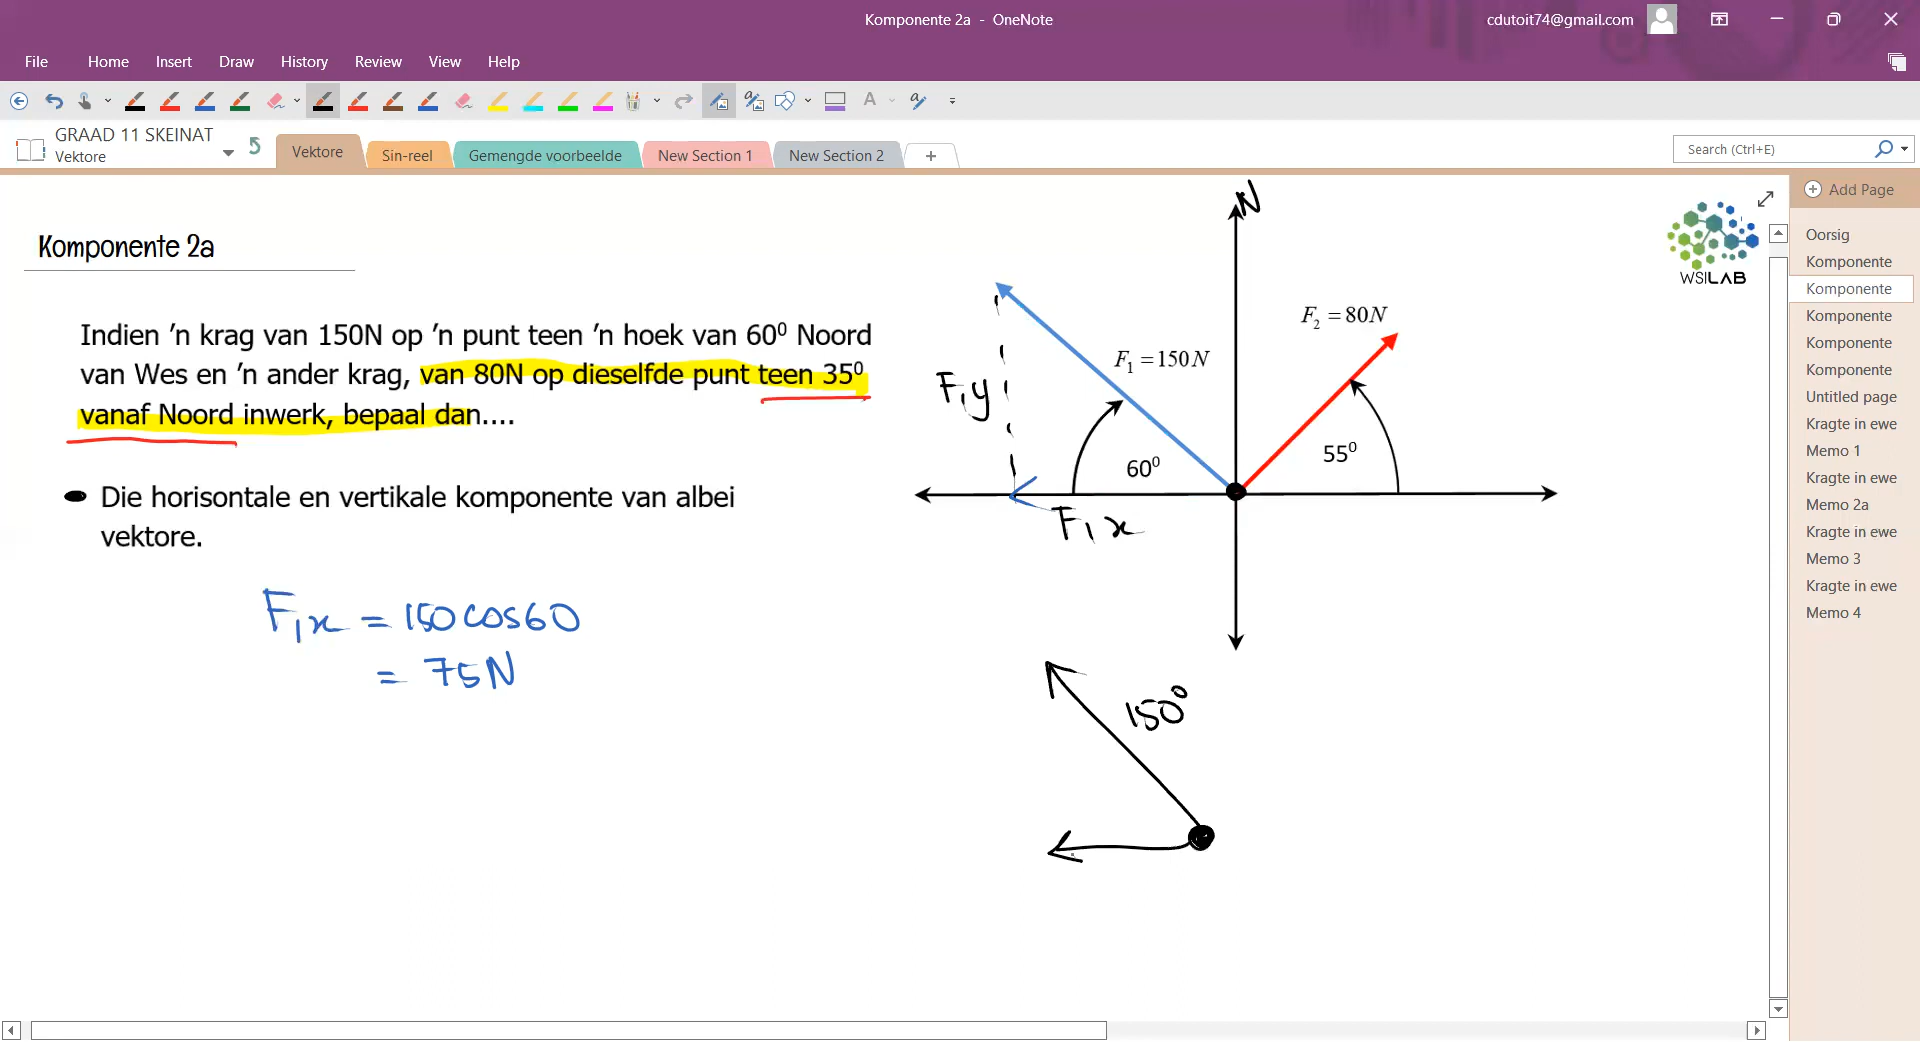 Komponente 2a - OneNote
cdutoit74@gmail.com
File Home Insert Draw History Review View Help
GRAAD 11 SKEINAT
Vektore
Vektore
Sin-reel
Gemengde voorbeelde
New Section 1
New Section 2
Search (Ctrl+E)
Add Page
Komponente 2a
Indien 'n krag van 150N op 'n punt teen 'n hoek van 60⁰ Noord
van Wes en 'n ander krag, van 80N op dieselfde punt teen 35⁰
vanaf Noord inwerk, bepaal dan....
Die horisontale en vertikale komponente van albei
vektore.
F₁x = 150cos60
= 75N
N
F₂ = 80N
F₁ = 150N
F₁y
60⁰
55⁰
F₁x
150⁰
WSILAB
Oorsig
Komponente
Komponente
Komponente
Komponente
Komponente
Untitled page
Kragte in ewe
Memo 1
Kragte in ewe
Memo 2a
Kragte in ewe
Memo 3
Kragte in ewe
Memo 4